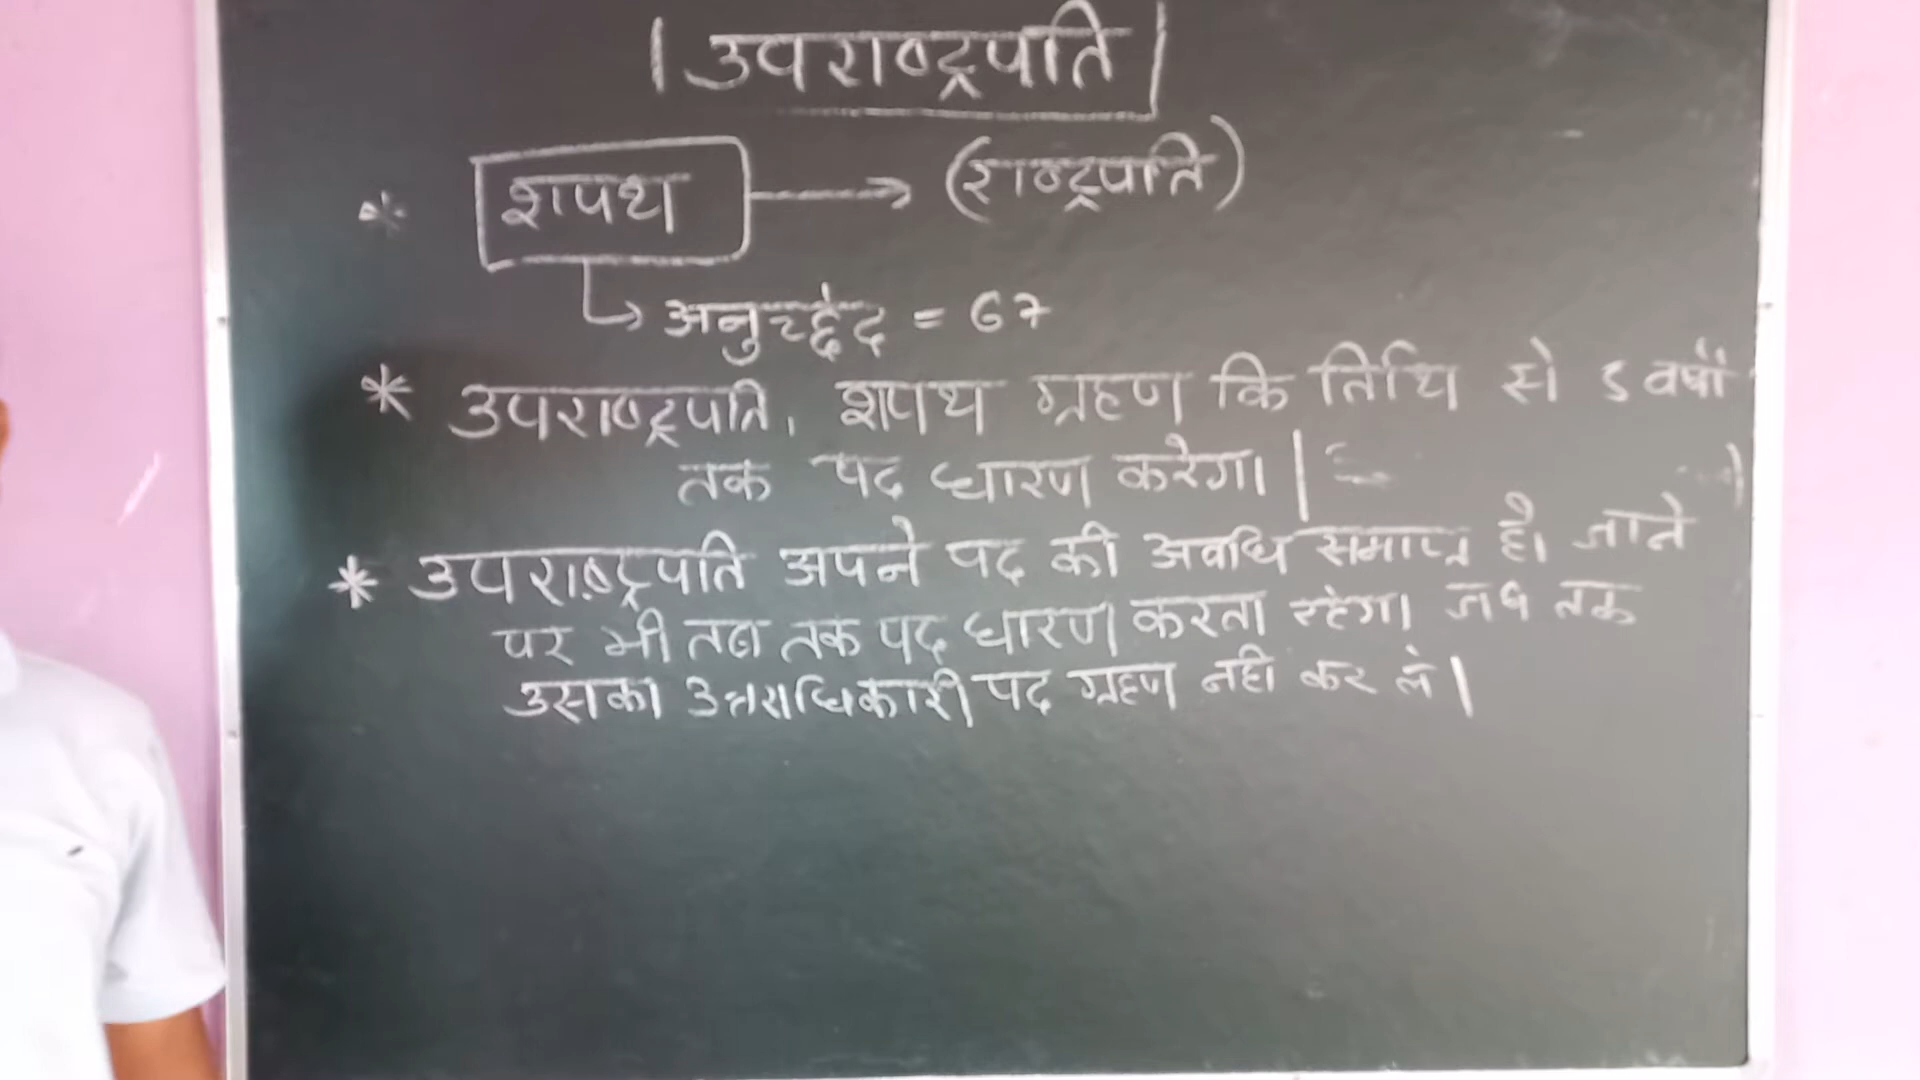 उपराष्ट्रपति
* शपथ → (राष्ट्रपति)
↳ अनुच्छेद = 67
* उपराष्ट्रपति, शपथ ग्रहण कि तिथि से 5 वर्षों
तक पद धारण करेगा।
* उपराष्ट्रपति अपने पद की अवधि समाप्त हो जाने
पर भी तब तक पद धारण करता रहेगा जब तक
उसका उत्तराधिकारी पद ग्रहण नही कर ले।